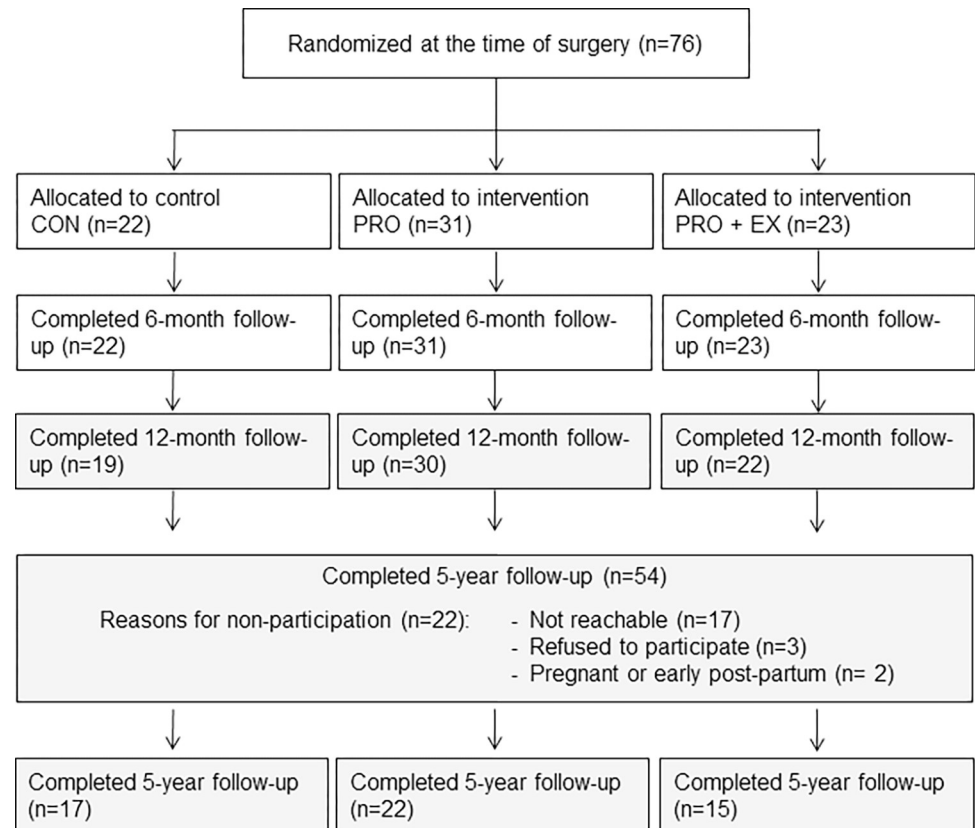 Randomized at the time of surgery (n=76)
Allocated to control
CON (n=22)
Allocated to intervention
PRO (n=31)
Allocated to intervention
PRO + EX (n=23)
Completed 6-month follow-
up (n=22)
Completed 6-month follow-
up (n=31)
Completed 6-month follow-
up (n=23)
Completed 12-month follow-
up (n=19)
Completed 12-month follow-
up (n=30)
Completed 12-month follow-
up (n=22)
Completed 5-year follow-up (n=54)
Reasons for non-participation (n=22): - Not reachable (n=17)
- Refused to participate (n=3)
- Pregnant or early post-partum (n= 2)
Completed 5-year follow-up
(n=17)
Completed 5-year follow-up
(n=22)
Completed 5-year follow-up
(n=15)